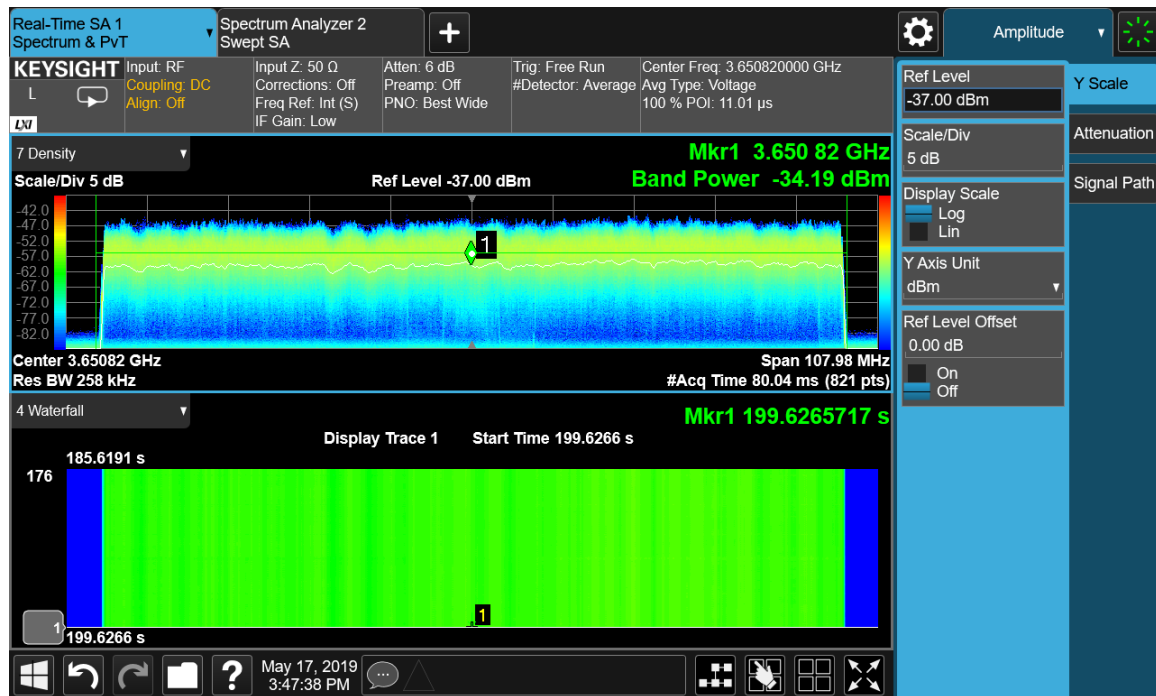 Real-Time SA 1
Spectrum & PvT
Spectrum Analyzer 2
Swept SA
Amplitude
KEYSIGHT
L
LXI
Input: RF
Coupling: DC
Align: Off
Input Z: 50 Ω
Corrections: Off
Freq Ref: Int (S)
IF Gain: Low
Atten: 6 dB
Preamp: Off
PNO: Best Wide
Trig: Free Run
#Detector: Average
Center Freq: 3.650820000 GHz
Avg Type: Voltage
100 % POI: 11.01 µs
7 Density
Mkr1 3.650 82 GHz
Scale/Div 5 dB
Ref Level -37.00 dBm
Band Power -34.19 dBm
-42.0
-47.0
-52.0
-57.0
-62.0
-67.0
-72.0
-77.0
-82.0
1
Center 3.65082 GHz
Span 107.98 MHz
Res BW 258 kHz
#Acq Time 80.04 ms (821 pts)
4 Waterfall
Mkr1 199.6265717 s
Display Trace 1
Start Time 199.6266 s
185.6191 s
176
1
1
199.6266 s
?
May 17, 2019
3:47:38 PM
Ref Level
-37.00 dBm
Scale/Div
5 dB
Display Scale
Log
Lin
Y Axis Unit
dBm
Ref Level Offset
0.00 dB
On
Off
Y Scale
Attenuation
Signal Path